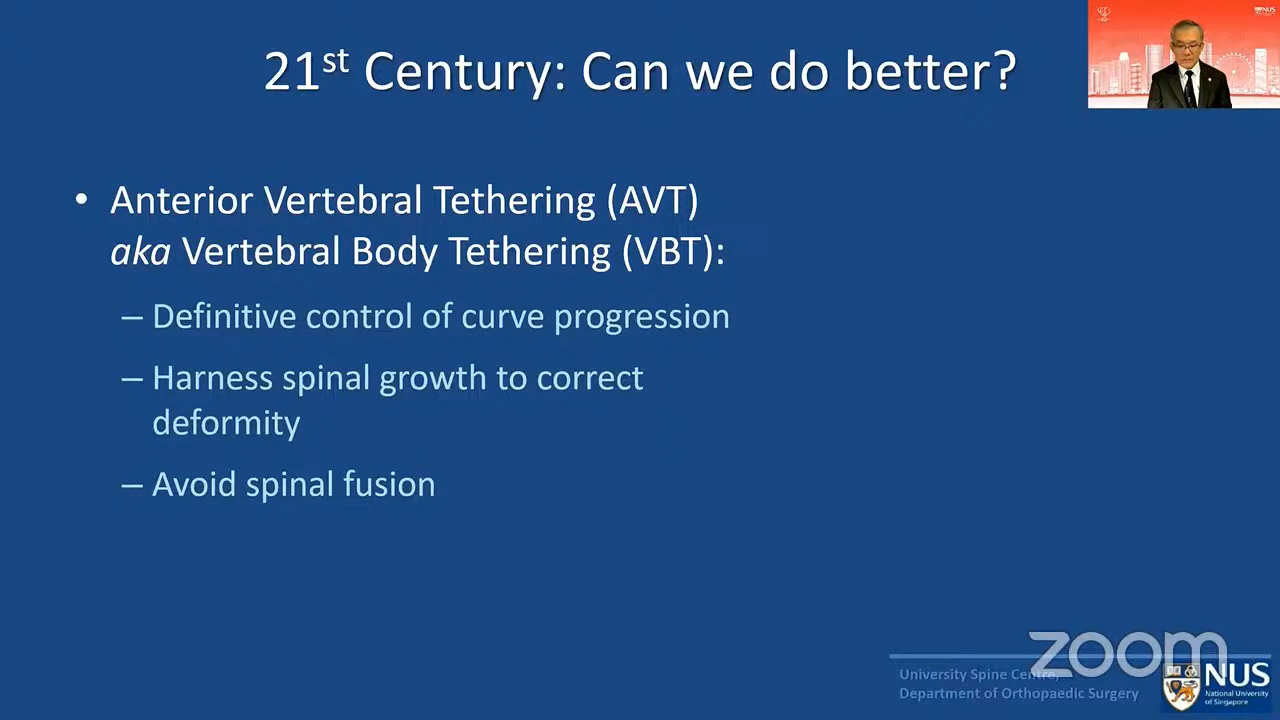 21st Century: Can we do better?
NUS
• Anterior Vertebral Tethering (AVT)
aka Vertebral Body Tethering (VBT):
– Definitive control of curve progression
– Harness spinal growth to correct
deformity
– Avoid spinal fusion
zoom
University Spine Centre,
Department of Orthopaedic Surgery
NUS
National University
of Singapore